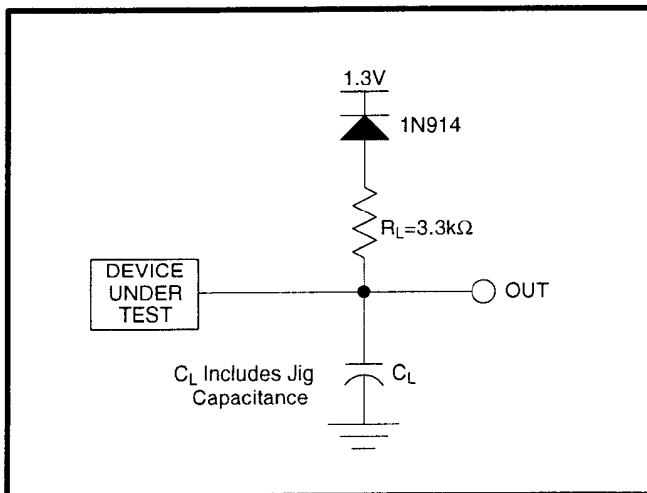 1.3V
1N914
R_L=3.3kΩ
DEVICE
UNDER
TEST
OUT
C_L Includes Jig
Capacitance
C_L